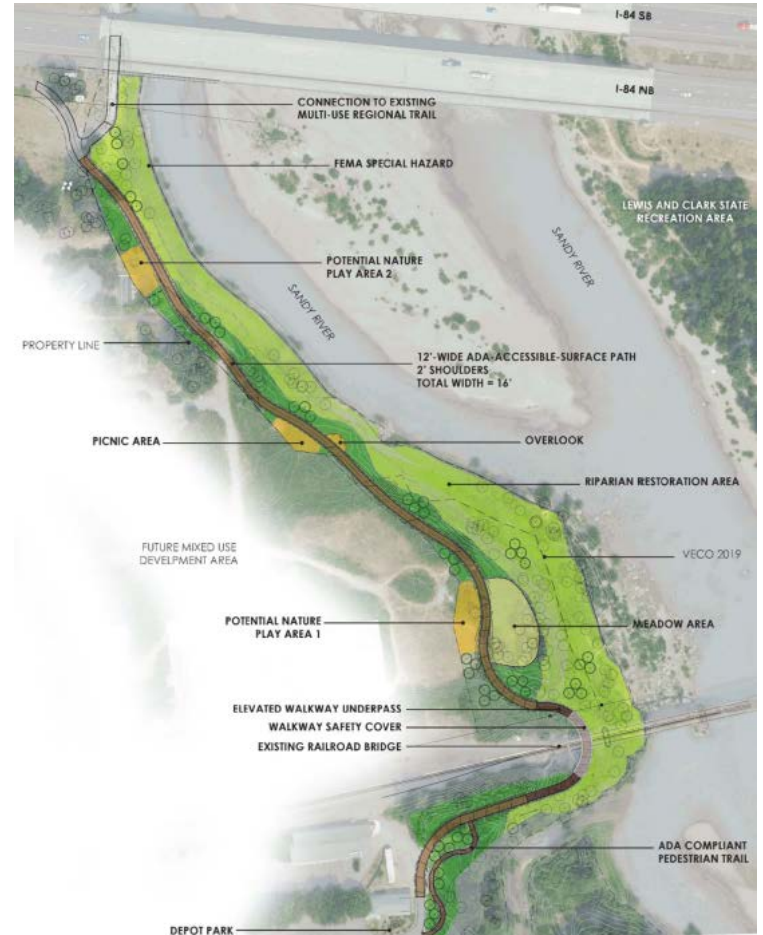 I-84 SB
I-84 NB
CONNECTION TO EXISTING
MULTI-USE REGIONAL TRAIL
FEMA SPECIAL HAZARD
LEWIS AND CLARK STATE
RECREATION AREA
POTENTIAL NATURE
PLAY AREA 2
SANDY RIVER
SANDY RIVER
PROPERTY LINE
12'-WIDE ADA-ACCESSIBLE-SURFACE PATH
2' SHOULDERS
TOTAL WIDTH = 16'
PICNIC AREA
OVERLOOK
RIPARIAN RESTORATION AREA
FUTURE MIXED USE
DEVELPMENT AREA
VECO 2019
POTENTIAL NATURE
PLAY AREA 1
MEADOW AREA
ELEVATED WALKWAY UNDERPASS
WALKWAY SAFETY COVER
EXISTING RAILROAD BRIDGE
ADA COMPLIANT
PEDESTRIAN TRAIL
DEPOT PARK